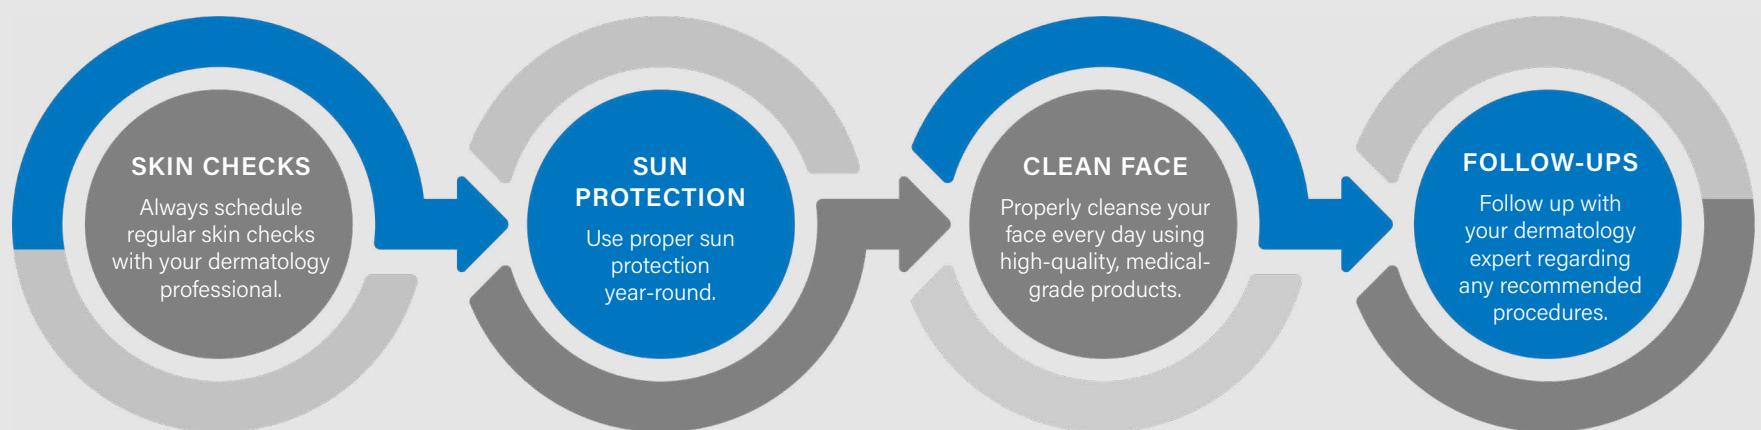 SKIN CHECKS
Always schedule
regular skin checks
with your dermatology
professional.
SUN
PROTECTION
Use proper sun
protection
year-round.
CLEAN FACE
Properly cleanse your
face every day using
high-quality, medical-
grade products.
FOLLOW-UPS
Follow up with
your dermatology
expert regarding
any recommended
procedures.